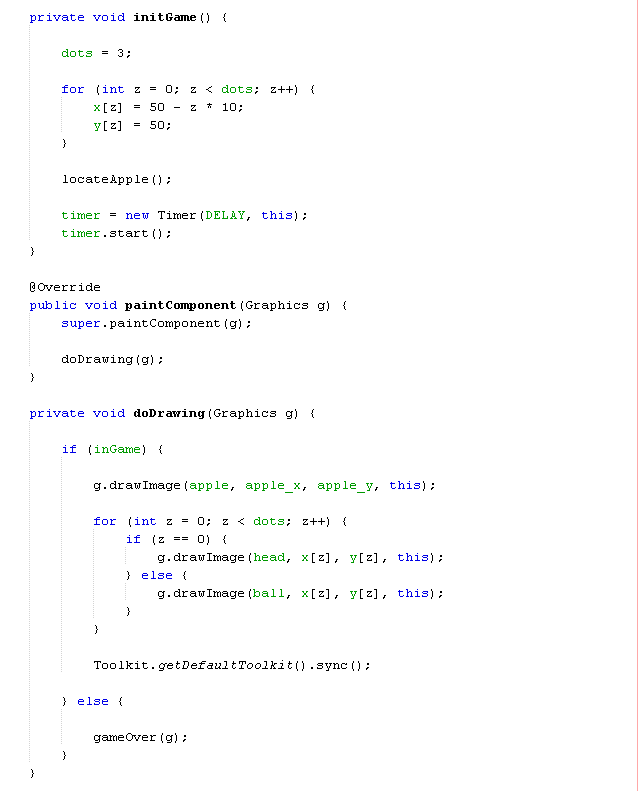 private void initGame() {
dots = 3;
for (int z = 0; z < dots; z++) {
x[z] = 50 - z * 10;
y[z] = 50;
}
locateApple();
timer = new Timer(DELAY, this);
timer.start();
}
@Override
public void paintComponent(Graphics g) {
super.paintComponent(g);
doDrawing(g);
}
private void doDrawing(Graphics g) {
if (inGame) {
g.drawImage(apple, apple_x, apple_y, this);
for (int z = 0; z < dots; z++) {
if (z == 0) {
g.drawImage(head, x[z], y[z], this);
} else {
g.drawImage(ball, x[z], y[z], this);
}
}
Toolkit.getDefaultToolkit().sync();
} else {
gameOver(g);
}
}